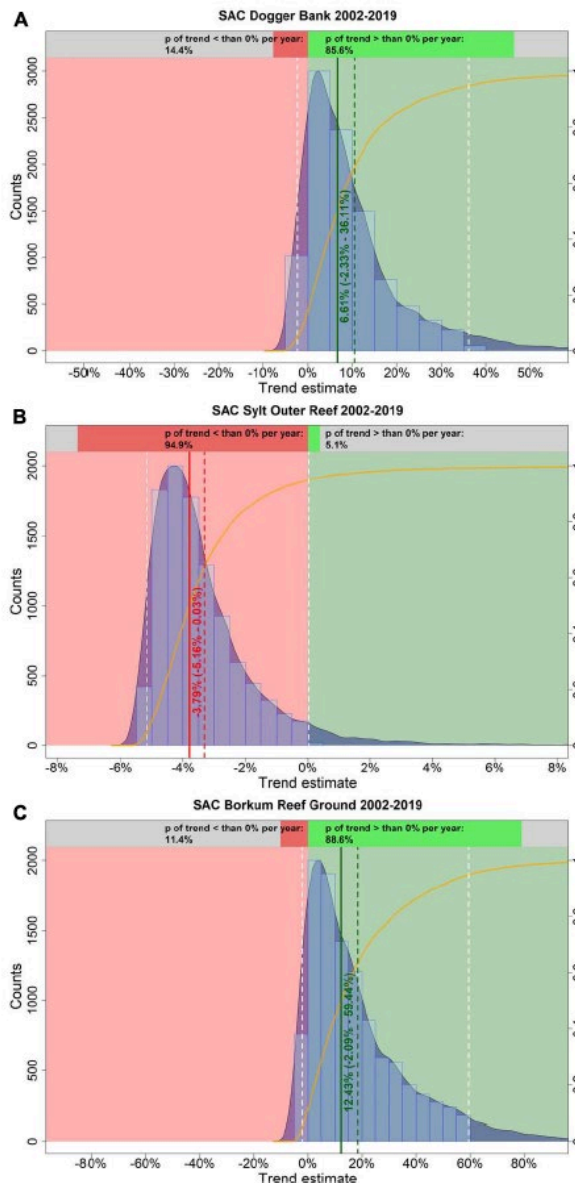 A
SAC Dogger Bank 2002-2019
p of trend < than 0% per year:
14.4%
p of trend > than 0% per year:
85.6%
Counts
3000
2500
2000
1500
1000
500
0
6.61% (-2.33% - 36.11%)
-50% -40% -30% -20% -10% 0% 10% 20% 30% 40% 50%
Trend estimate
B
SAC Sylt Outer Reef 2002-2019
p of trend < than 0% per year:
94.9%
p of trend > than 0% per year:
5.1%
Counts
2000
1500
1000
500
0
-3.79% (-5.16% - 0.03%)
-8% -6% -4% -2% 0% 2% 4% 6% 8%
Trend estimate
C
SAC Borkum Reef Ground 2002-2019
p of trend < than 0% per year:
11.4%
p of trend > than 0% per year:
88.6%
Counts
2000
1500
1000
500
0
12.43% (-2.09% - 59.44%)
-80% -60% -40% -20% 0% 20% 40% 60% 80%
Trend estimate